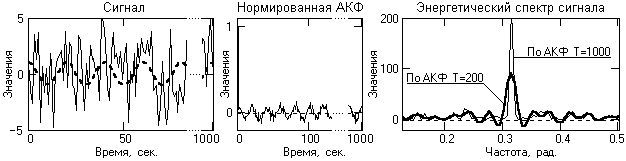 Сигнал
Нормированная АКФ
Энергетический спектр сигнала
5
0
−5
Значения
0
50
100
1000
Время, сек.
1
0
Значения
0
100
1000
Время, сек.
200
100
0
Значения
По АКФ T=1000
По АКФ T=200
0.2
0.3
0.4
0.5
Частота, рад.